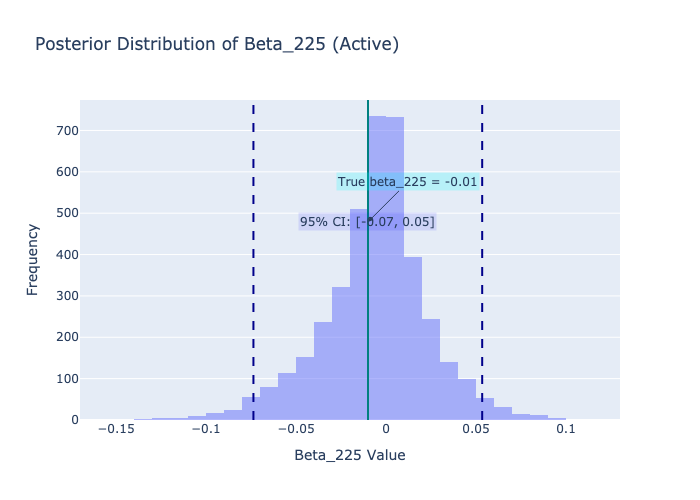 Posterior Distribution of Beta_225 (Active)
700
600
500
400
300
200
100
0
Frequency
True beta_225 = -0.01
95% CI: [-0.07, 0.05]
−0.15
−0.1
−0.05
0
0.05
0.1
Beta_225 Value